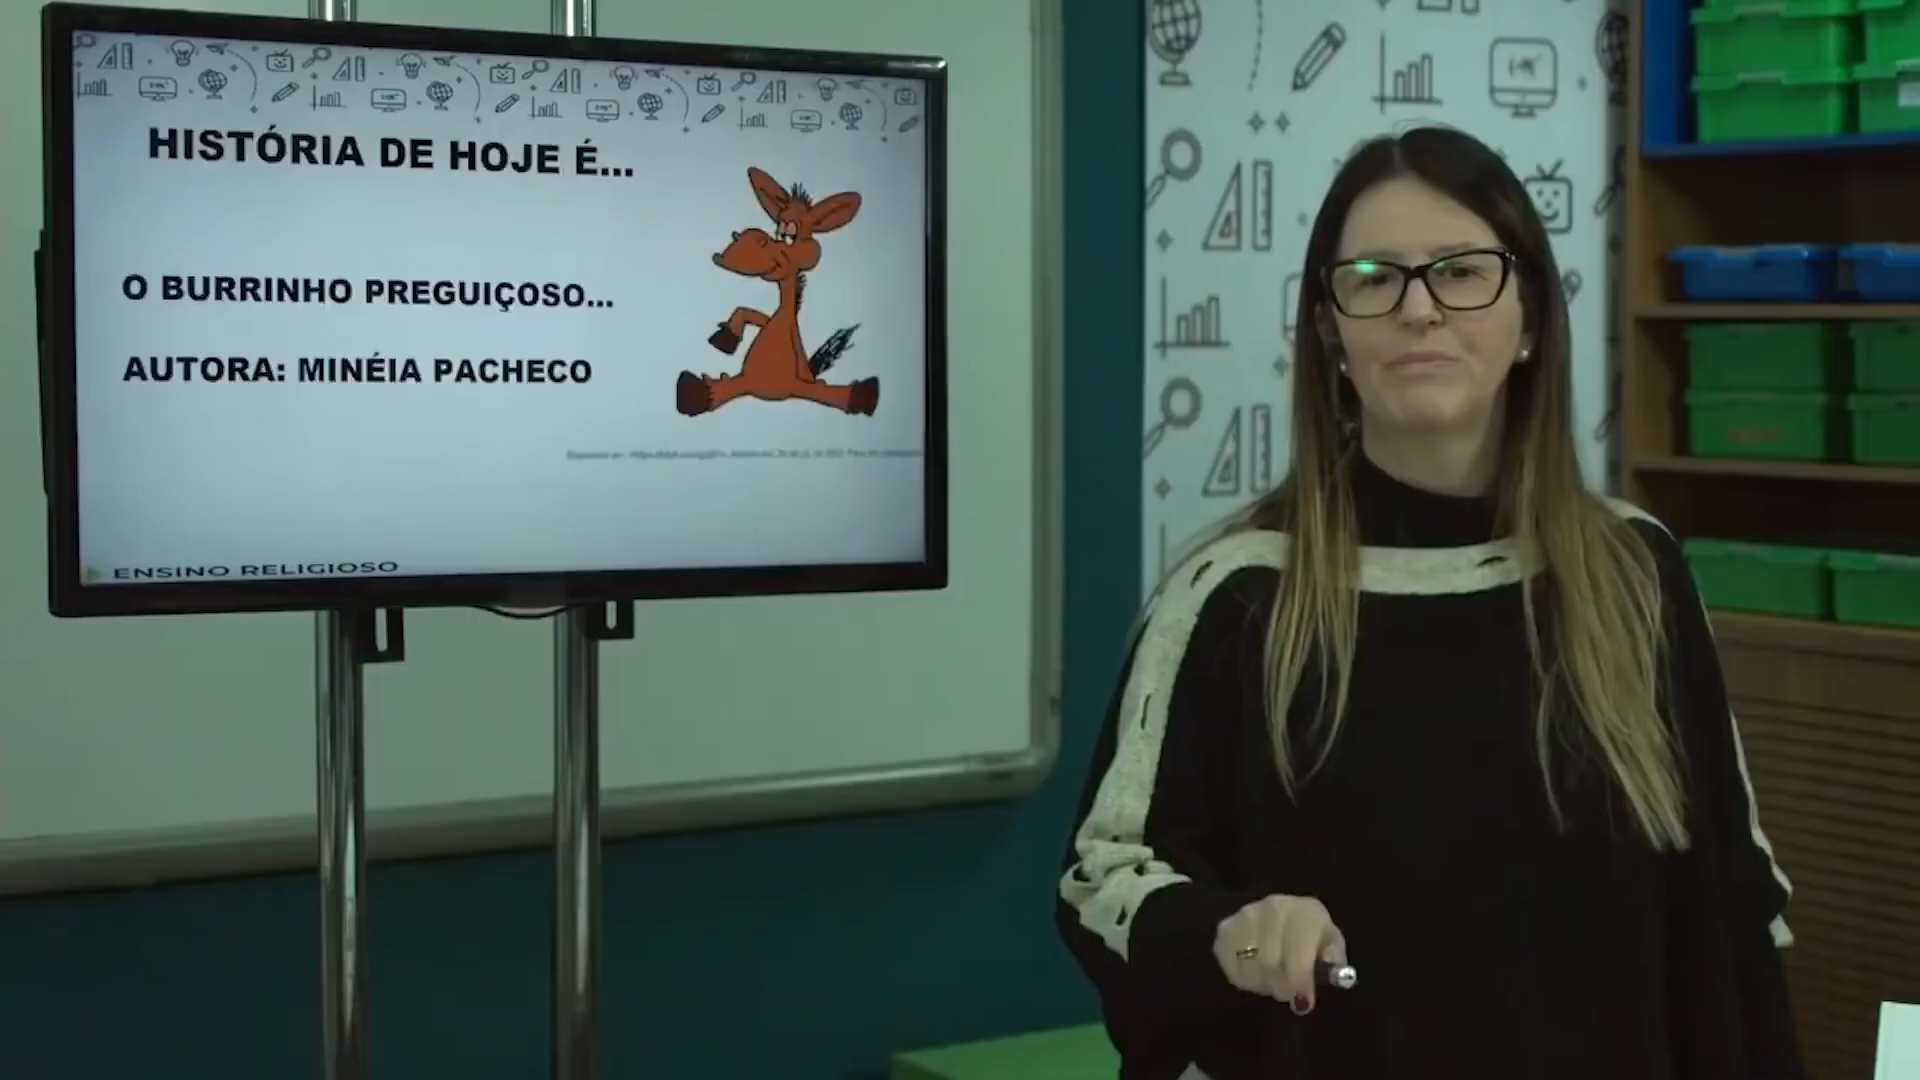 HISTÓRIA DE HOJE É...
O BURRINHO PREGUIÇOSO...
AUTORA: MINÉIA PACHECO
ENSINO RELIGIOSO